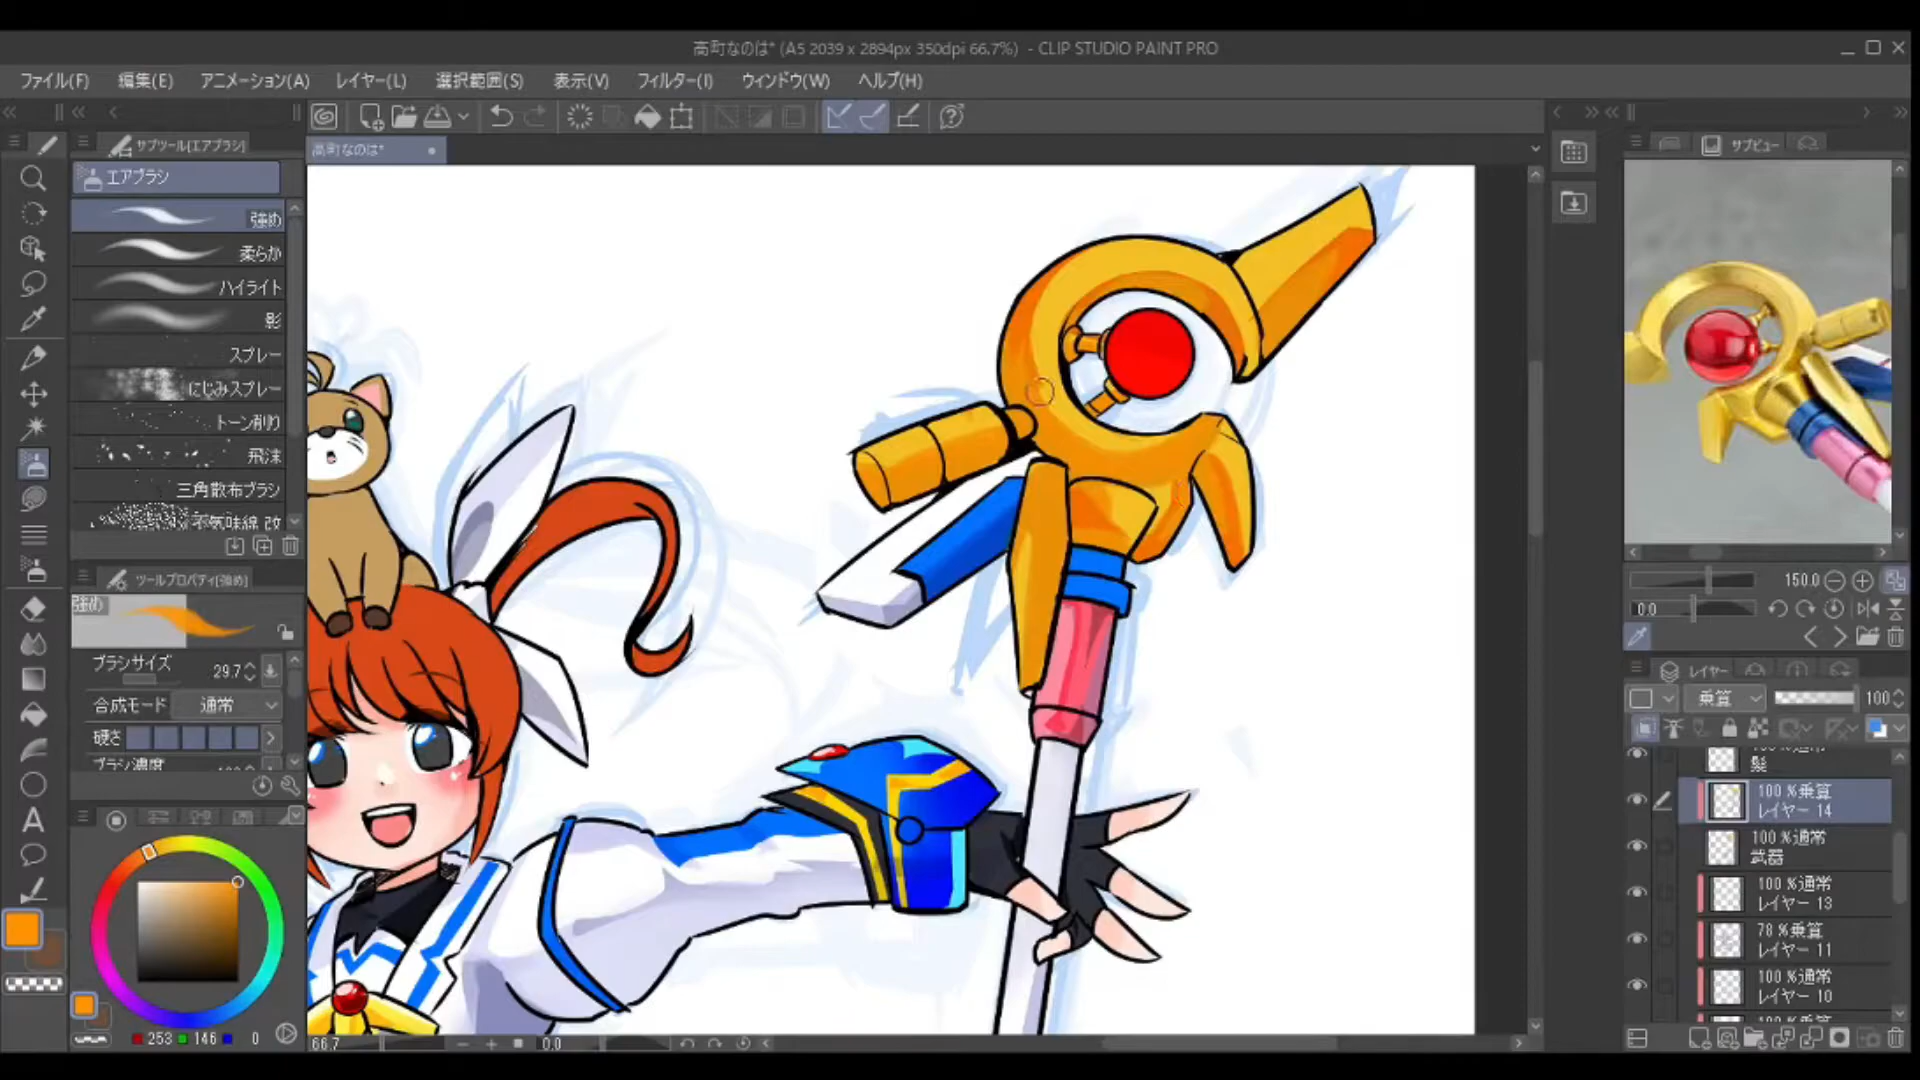 高町なのは* (A5 2039 x 2894px 350dpi 66.7%) - CLIP STUDIO PAINT PRO
ファイル(F) 編集(E) アニメーション(A) レイヤー(L) 選択範囲(S) 表示(V) フィルター(I) ウィンドウ(W) ヘルプ(H)
サブツール[エアブラシ]
高町なのは*
サブビュー
エアブラシ
強め
柔らか
ハイライト
影
スプレー
にじみスプレー
トーン削り
飛沫
三角散布ブラシ
不気味線 改
ツールプロパティ[強め]
強め
ブラシサイズ 29.7
合成モード 通常
硬さ
ブラシ濃度
253 146 0
66.7 0.0
150.0
0.0
レイヤー
乗算 100
100 %通常
髪
100 %乗算
レイヤー 14
100 %通常
武器
100 %通常
レイヤー 13
78 %乗算
レイヤー 11
100 %通常
レイヤー 10